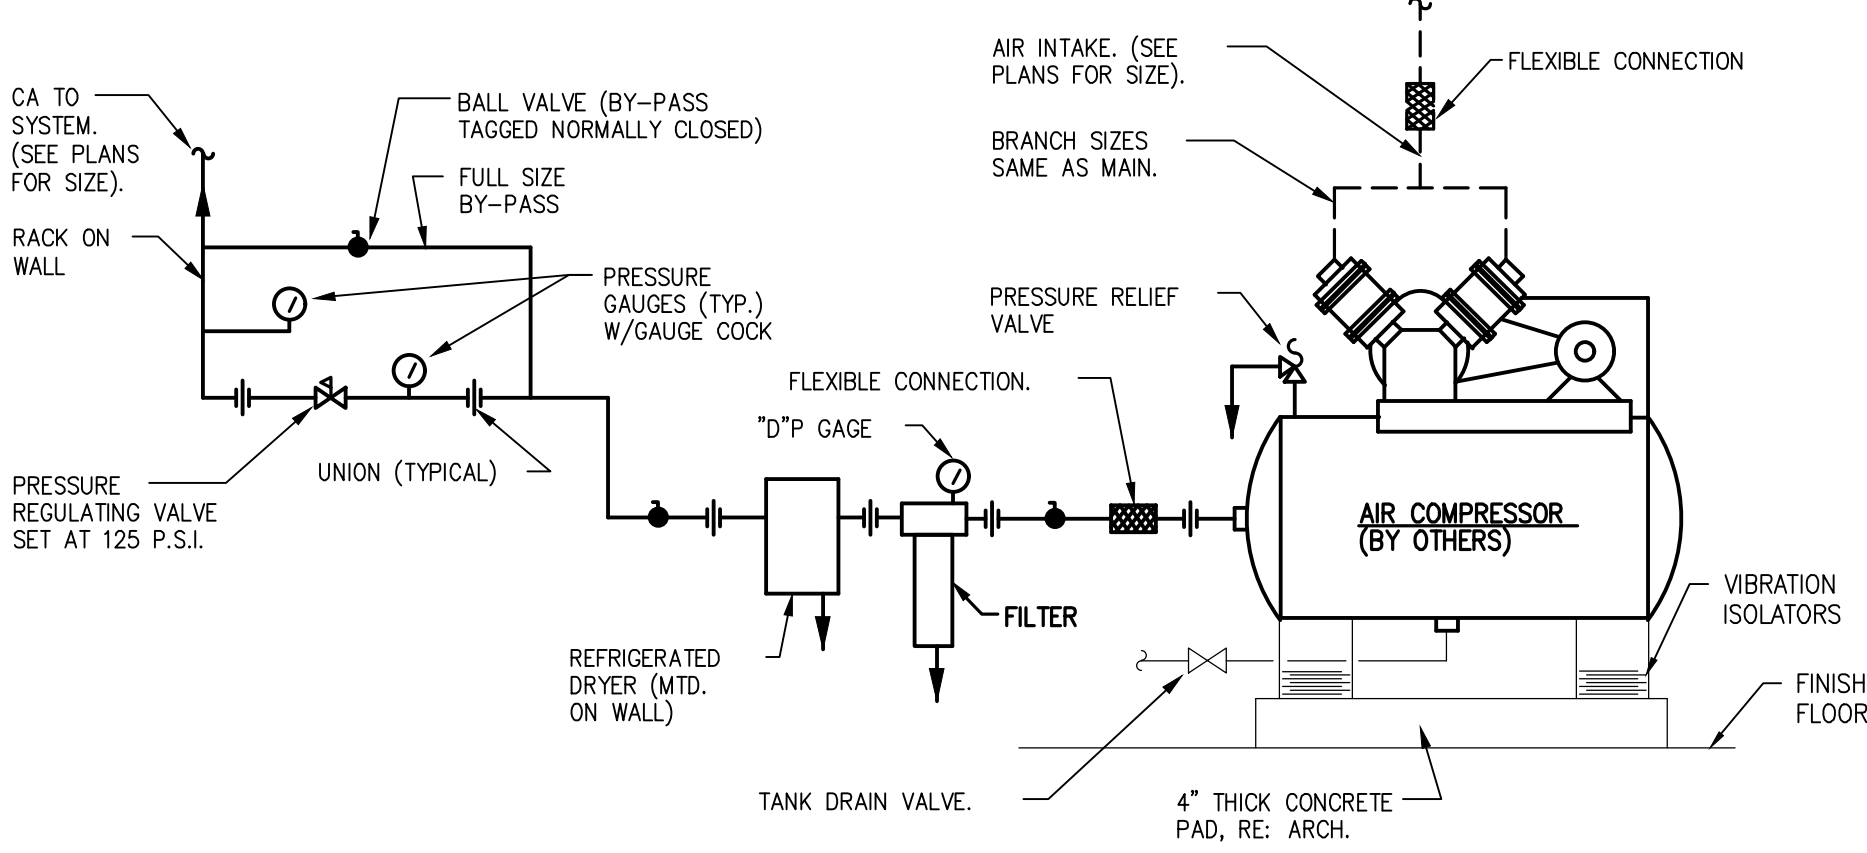 CA TO
SYSTEM.
(SEE PLANS
FOR SIZE).
RACK ON
WALL
BALL VALVE (BY-PASS
TAGGED NORMALLY CLOSED)
FULL SIZE
BY-PASS
PRESSURE
GAUGES (TYP.)
W/GAUGE COCK
PRESSURE
REGULATING VALVE
SET AT 125 P.S.I.
UNION (TYPICAL)
AIR INTAKE. (SEE
PLANS FOR SIZE).
FLEXIBLE CONNECTION
BRANCH SIZES
SAME AS MAIN.
PRESSURE RELIEF
VALVE
FLEXIBLE CONNECTION.
"D"P GAGE
AIR COMPRESSOR
(BY OTHERS)
FILTER
REFRIGERATED
DRYER (MTD.
ON WALL)
VIBRATION
ISOLATORS
FINISH
FLOOR
TANK DRAIN VALVE.
4" THICK CONCRETE
PAD, RE: ARCH.